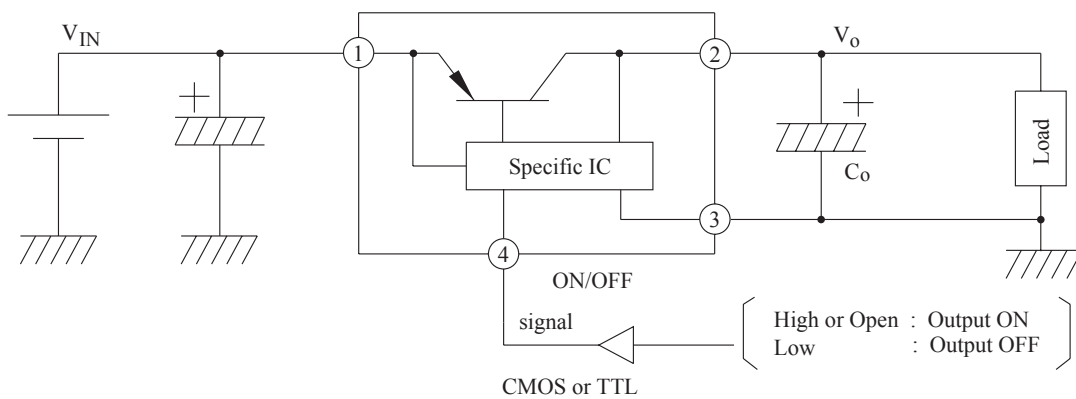 V_IN
1
2
V_o
+
+
Specific IC
Load
C_o
3
4
ON/OFF
signal
High or Open : Output ON
Low : Output OFF
CMOS or TTL